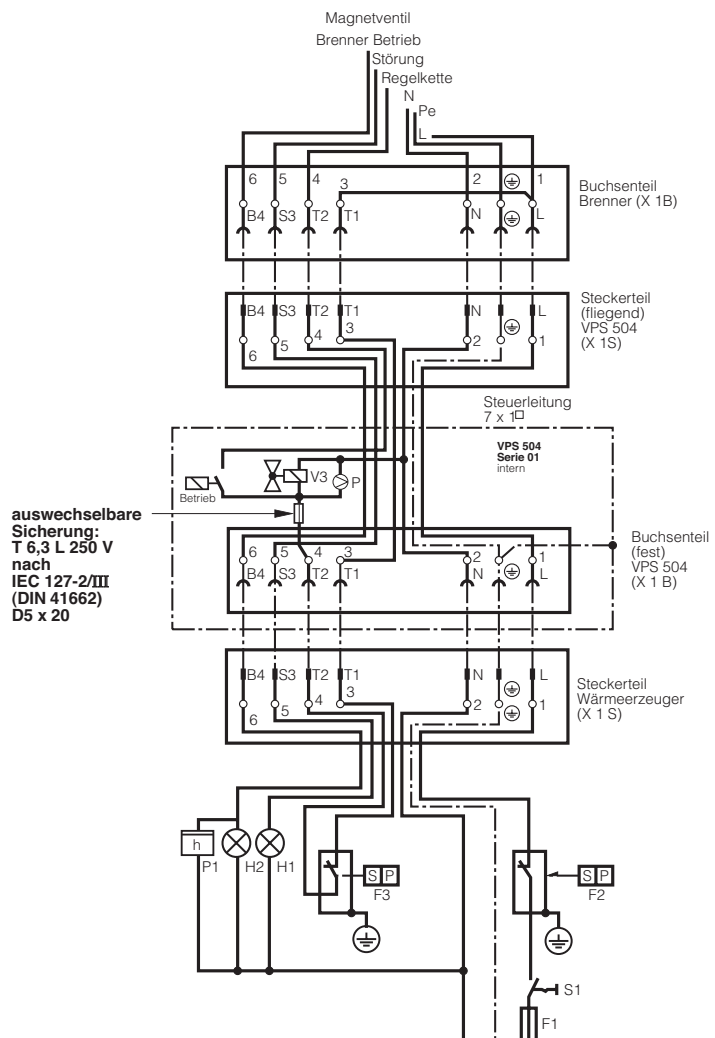 Magnetventil
Brenner Betrieb
Störung
Regelkette
N
Pe
L
6 5 4 3 2 1
B4 S3 T2 T1 N L
Buchsenteil
Brenner (X 1B)
B4 S3 T2 T1 N L
6 5 4 3 2 1
Steckerteil
(fliegend)
VPS 504
(X 1S)
Steuerleitung
7 x 1□
VPS 504
Serie 01
intern
Betrieb
V3
P
auswechselbare
Sicherung:
T 6,3 L 250 V
nach
IEC 127-2/III
(DIN 41662)
D5 x 20
6 5 4 3 2 1
B4 S3 T2 T1 N L
Buchsenteil
(fest)
VPS 504
(X 1 B)
B4 S3 T2 T1 N L
6 5 4 3 2 1
Steckerteil
Wärmeerzeuger
(X 1 S)
h
P1
H2
H1
S P
F3
S P
F2
S1
F1